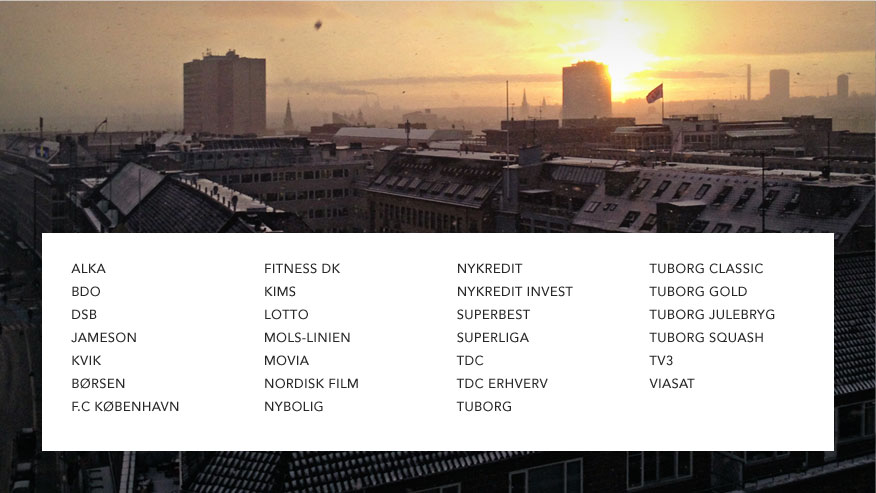 ALKA
BDO
DSB
JAMESON
KVIK
BØRSEN
F.C KØBENHAVN
FITNESS DK
KIMS
LOTTO
MOLS-LINIEN
MOVIA
NORDISK FILM
NYBOLIG
NYKREDIT
NYKREDIT INVEST
SUPERBEST
SUPERLIGA
TDC
TDC ERHVERV
TUBORG
TUBORG CLASSIC
TUBORG GOLD
TUBORG JULEBRYG
TUBORG SQUASH
TV3
VIASAT